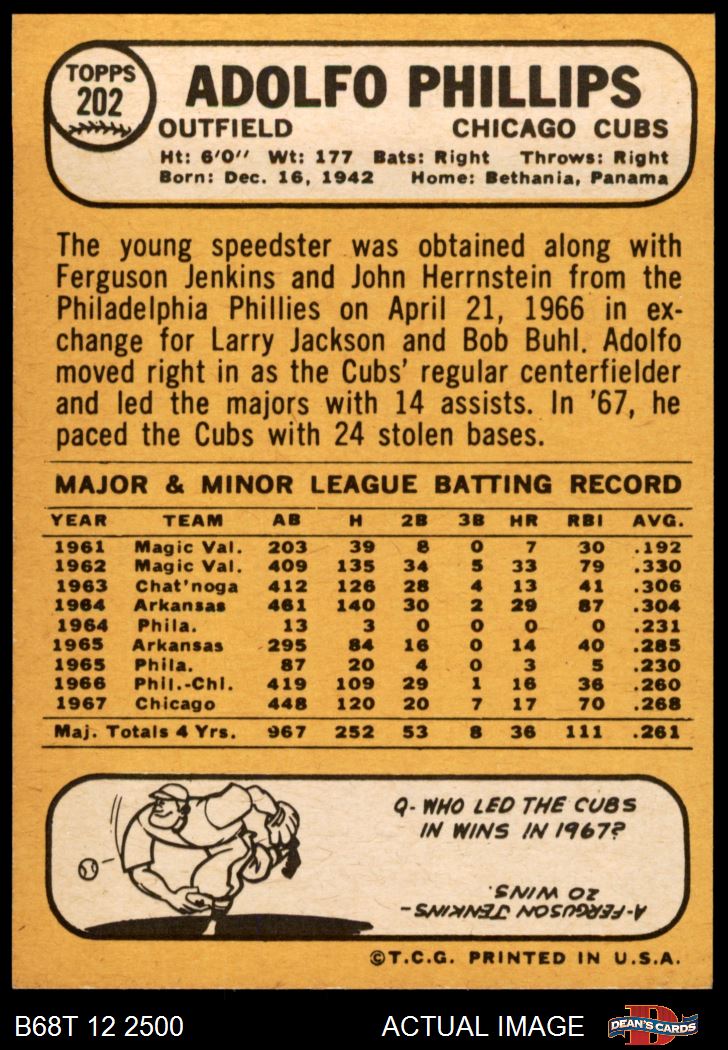 TOPPS
202
ADOLFO PHILLIPS
OUTFIELD CHICAGO CUBS
Ht: 6'0" Wt: 177 Bats: Right Throws: Right
Born: Dec. 16, 1942 Home: Bethania, Panama
The young speedster was obtained along with
Ferguson Jenkins and John Herrnstein from the
Philadelphia Phillies on April 21, 1966 in ex-
change for Larry Jackson and Bob Buhl. Adolfo
moved right in as the Cubs' regular centerfielder
and led the majors with 14 assists. In '67, he
paced the Cubs with 24 stolen bases.
MAJOR & MINOR LEAGUE BATTING RECORD
YEAR TEAM AB H 2B 3B HR RBI AVG.
1961 Magic Val. 203 39 8 0 7 30 .192
1962 Magic Val. 409 135 34 5 33 79 .330
1963 Chat'noga 412 126 28 4 13 41 .306
1964 Arkansas 461 140 30 2 29 87 .304
1964 Phila. 13 3 0 0 0 0 .231
1965 Arkansas 295 84 16 0 14 40 .285
1965 Phila. 87 20 4 0 3 5 .230
1966 Phil.-Chi. 419 109 29 1 16 36 .260
1967 Chicago 448 120 20 7 17 70 .268
Maj. Totals 4 Yrs. 967 252 53 8 36 111 .261
Q- WHO LED THE CUBS
IN WINS IN 1967?
A-FERGUSON JENKINS-
20 WINS.
©T.C.G. PRINTED IN U.S.A.
B68T 12 2500 ACTUAL IMAGE
D
DEAN'S CARDS